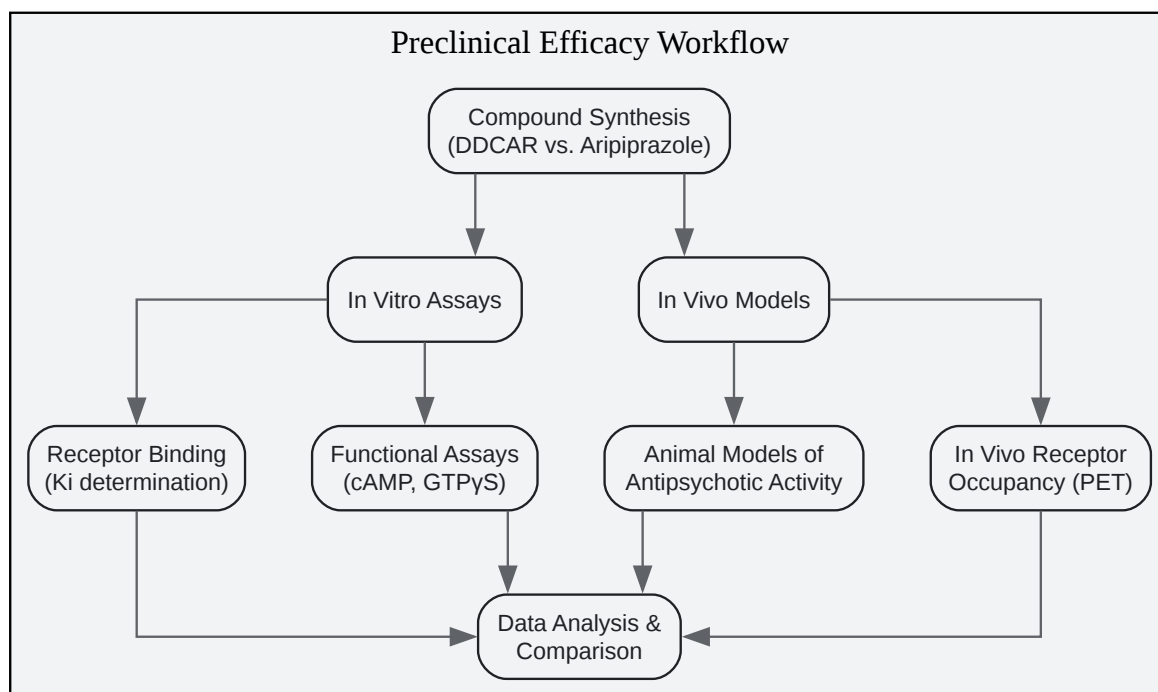 Preclinical Efficacy Workflow
Compound Synthesis
(DDCAR vs. Aripiprazole)
In Vitro Assays
In Vivo Models
Receptor Binding
(Ki determination)
Functional Assays
(cAMP, GTPγS)
Animal Models of
Antipsychotic Activity
In Vivo Receptor
Occupancy (PET)
Data Analysis &
Comparison